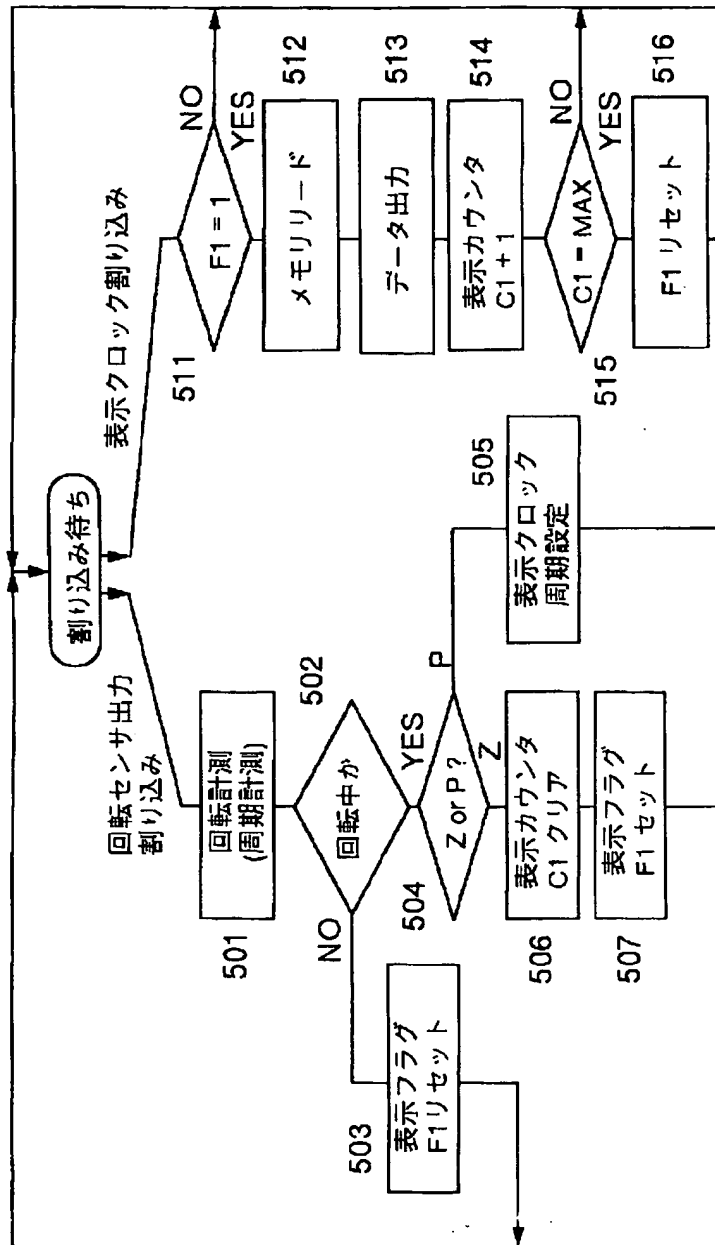 割り込み待ち
回転センサ出力
割り込み
表示クロック割り込み
回転計測
(周期計測)
501
回転中か
502
NO
YES
表示フラグ
F1リセット
503
Z or P?
504
P
Z
表示クロック
周期設定
505
表示カウンタ
C1 クリア
506
表示フラグ
F1 セット
507
F1 = 1
511
NO
YES
メモリリード
512
データ出力
513
表示カウンタ
C1 + 1
514
C1 = MAX
515
NO
YES
F1 リセット
516